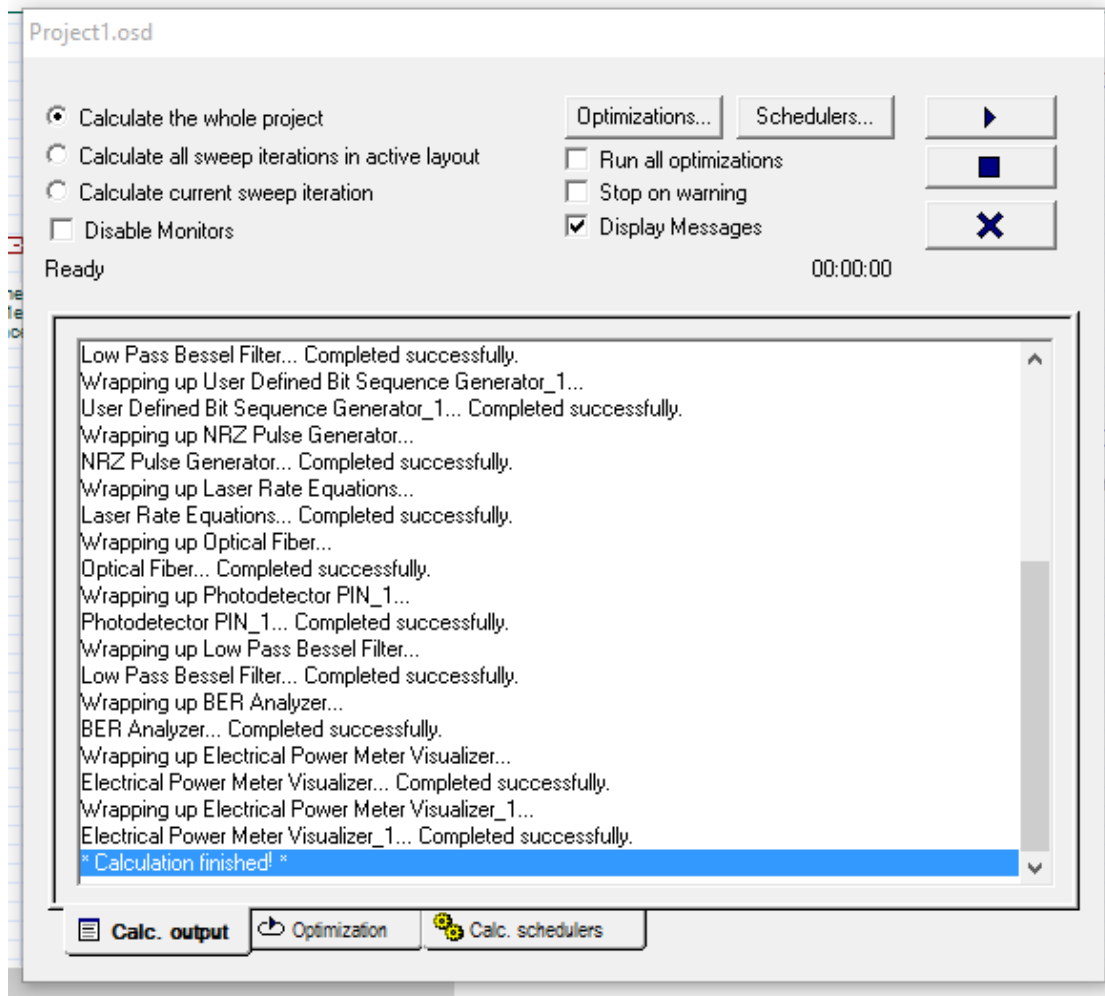 Project1.osd
Calculate the whole project
Optimizations...
Schedulers...
Calculate all sweep iterations in active layout
Run all optimizations
Calculate current sweep iteration
Stop on warning
Disable Monitors
Display Messages
Ready
00:00:00
Low Pass Bessel Filter... Completed successfully.
Wrapping up User Defined Bit Sequence Generator_1...
User Defined Bit Sequence Generator_1... Completed successfully.
Wrapping up NRZ Pulse Generator...
NRZ Pulse Generator... Completed successfully.
Wrapping up Laser Rate Equations...
Laser Rate Equations... Completed successfully.
Wrapping up Optical Fiber...
Optical Fiber... Completed successfully.
Wrapping up Photodetector PIN_1...
Photodetector PIN_1... Completed successfully.
Wrapping up Low Pass Bessel Filter...
Low Pass Bessel Filter... Completed successfully.
Wrapping up BER Analyzer...
BER Analyzer... Completed successfully.
Wrapping up Electrical Power Meter Visualizer...
Electrical Power Meter Visualizer... Completed successfully.
Wrapping up Electrical Power Meter Visualizer_1...
Electrical Power Meter Visualizer_1... Completed successfully.
* Calculation finished! *
Calc. output
Optimization
Calc. schedulers